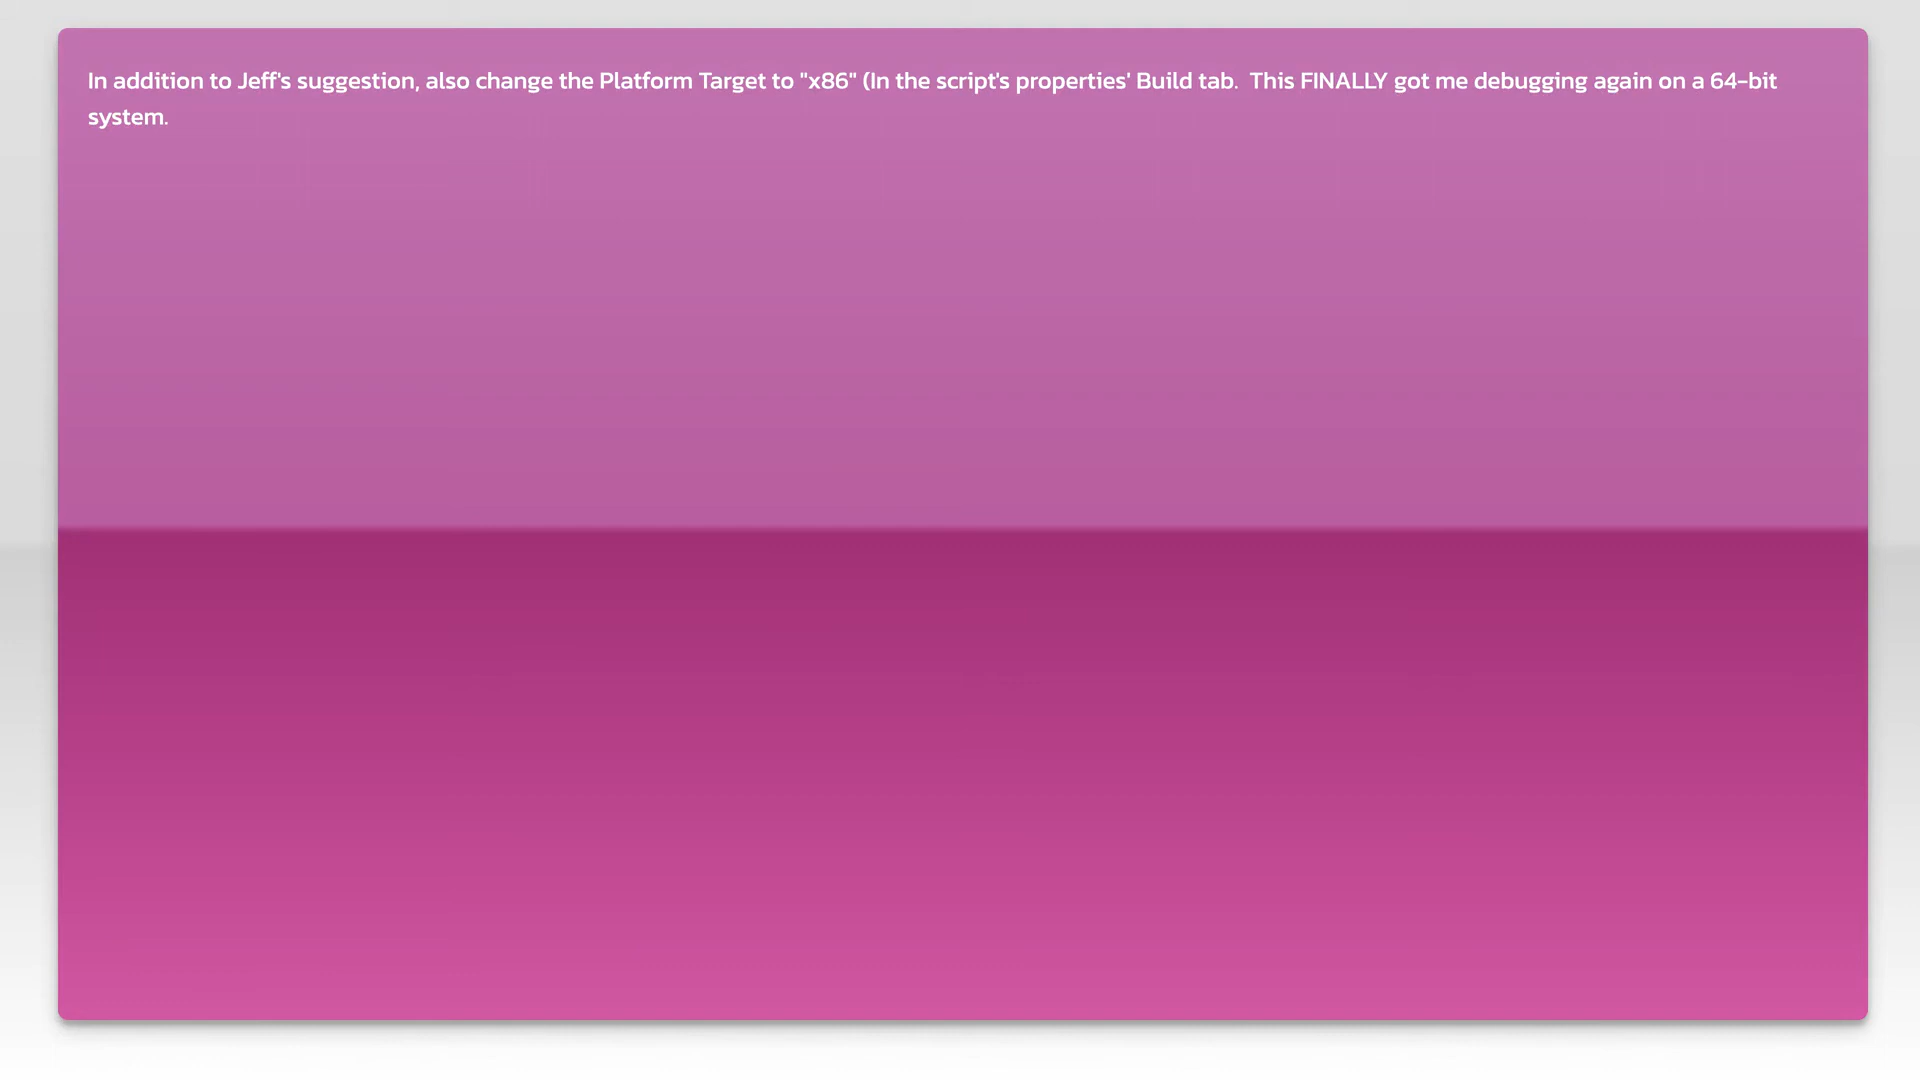 In addition to Jeff's suggestion, also change the Platform Target to "x86" (In the script's properties' Build tab.  This FINALLY got me debugging again on a 64-bit
system.